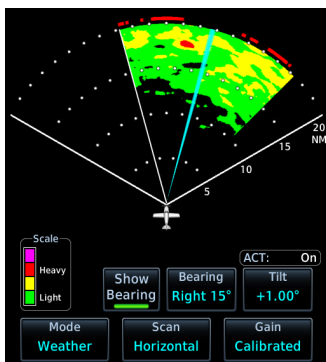 20
NM
15
10
5
Scale
Heavy
Light
ACT: On
Show
Bearing
Bearing
Right 15°
Tilt
+1.00°
Mode
Weather
Scan
Horizontal
Gain
Calibrated